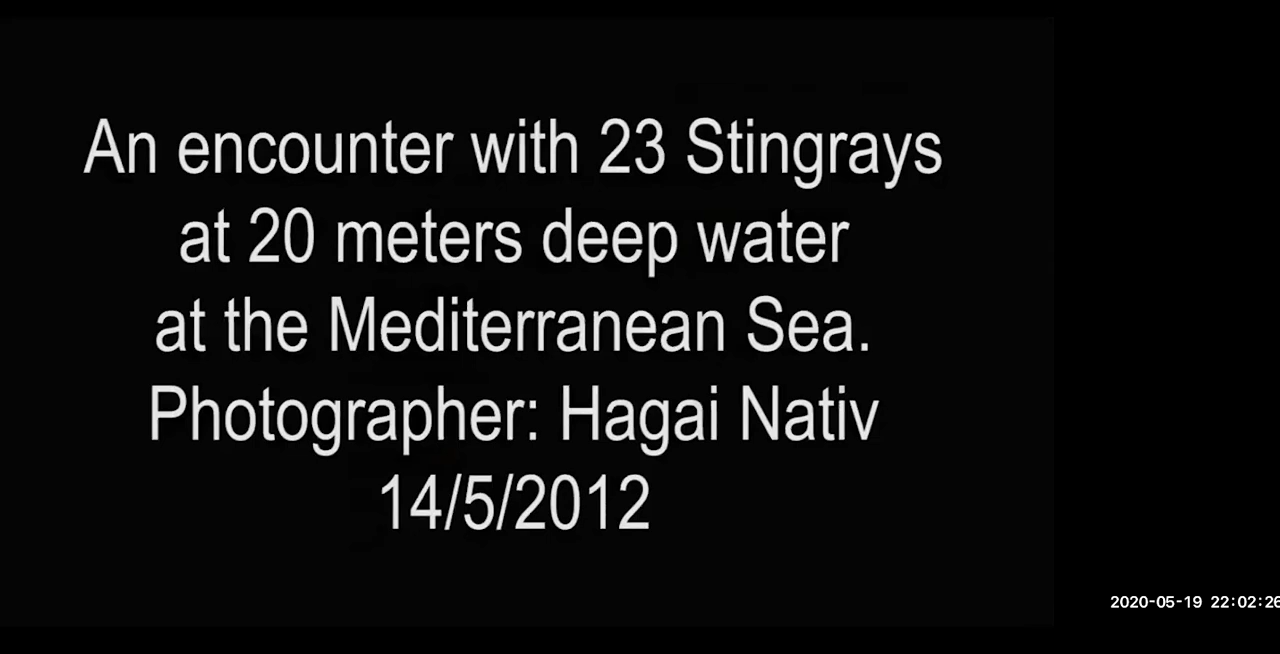 An encounter with 23 Stingrays
at 20 meters deep water
at the Mediterranean Sea.
Photographer: Hagai Nativ
14/5/2012
2020-05-19 22:02:26